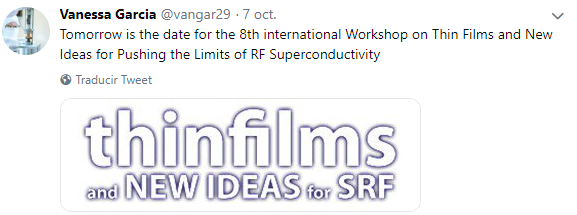 Vanessa Garcia @vangar29 · 7 oct.
Tomorrow is the date for the 8th international Workshop on Thin Films and New
Ideas for Pushing the Limits of RF Superconductivity
Traducir Tweet
thinfilms
and NEW IDEAS for SRF